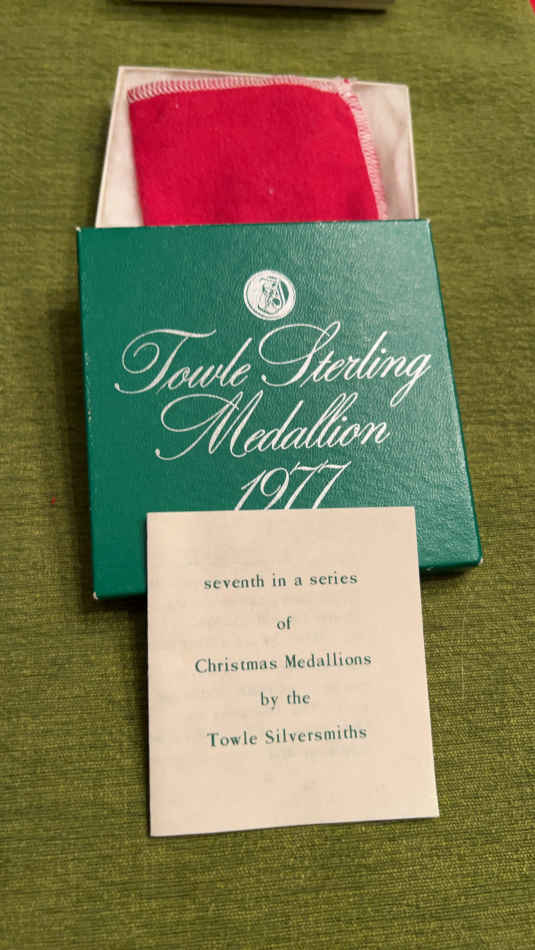 Towle Sterling
Medallion
1977
seventh in a series
of
Christmas Medallions
by the
Towle Silversmiths